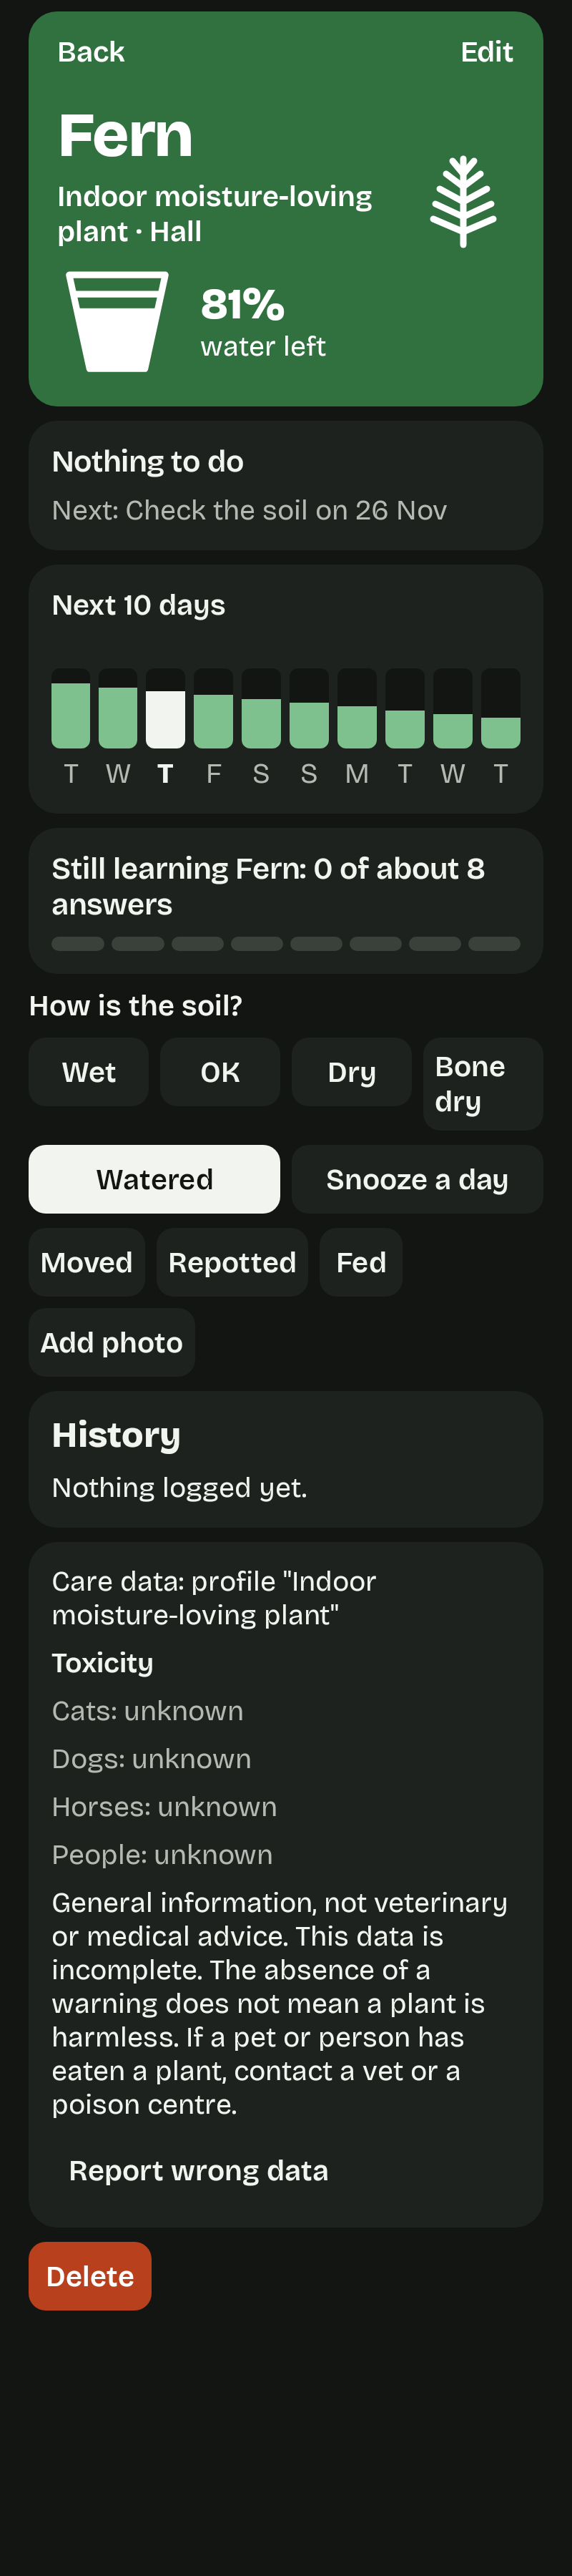 Back
Edit
Fern
Indoor moisture-loving
plant · Hall
81%
water left
Nothing to do
Next: Check the soil on 26 Nov
Next 10 days
T W T F S S M T W T
Still learning Fern: 0 of about 8
answers
How is the soil?
Wet
OK
Dry
Bone
dry
Watered
Snooze a day
Moved
Repotted
Fed
Add photo
History
Nothing logged yet.
Care data: profile "Indoor
moisture-loving plant"
Toxicity
Cats: unknown
Dogs: unknown
Horses: unknown
People: unknown
General information, not veterinary
or medical advice. This data is
incomplete. The absence of a
warning does not mean a plant is
harmless. If a pet or person has
eaten a plant, contact a vet or a
poison centre.
Report wrong data
Delete